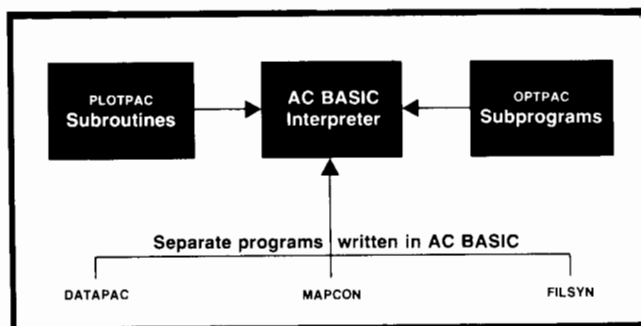 PLOTPAC
Subroutines
AC BASIC
Interpreter
OPTPAC
Subprograms
Separate programs written in AC BASIC
DATAPAC
MAPCON
FILSYN